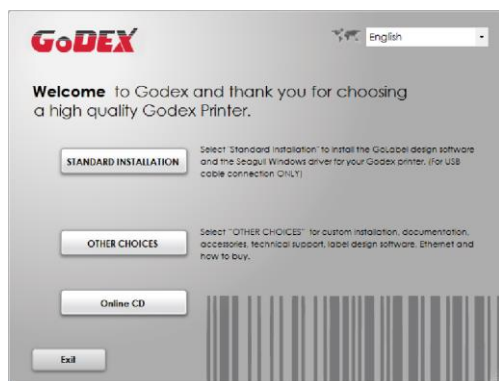 GoDEX
English
Welcome to Godex and thank you for choosing
a high quality Godex Printer.
STANDARD INSTALLATION
Select 'Standard Installation' to install the GoLabel design software
and the Seagull Windows driver for your Godex printer. (For USB
cable connection ONLY)
OTHER CHOICES
Select "OTHER CHOICES" for custom installation, documentation,
accessories, technical support, label design software, Ethernet and
how to buy.
Online CD
Exit